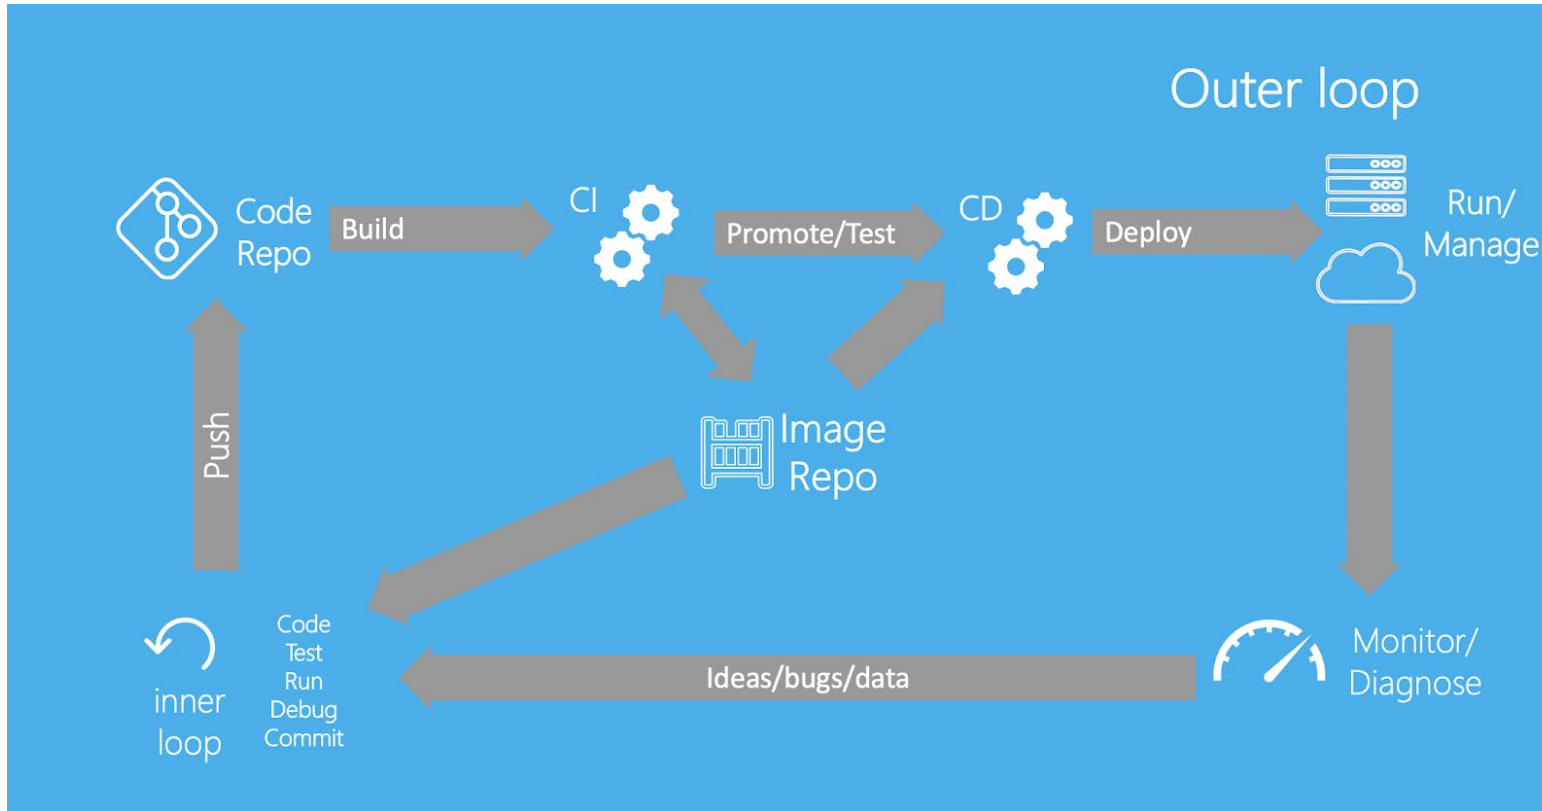 Outer loop
Code
Repo
Build
CI
Promote/Test
CD
Deploy
Run/
Manage
Image
Repo
Push
inner
loop
Code
Test
Run
Debug
Commit
Ideas/bugs/data
Monitor/
Diagnose